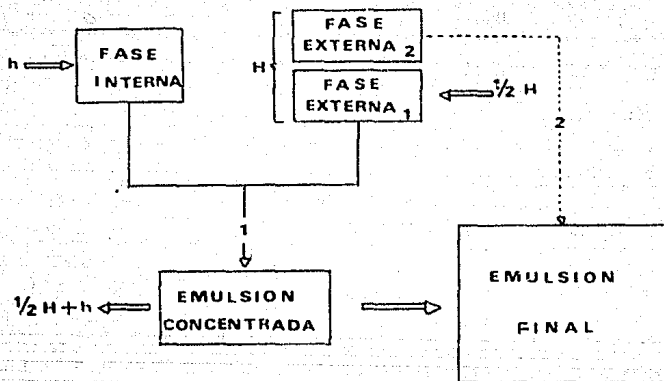 h
FASE
INTERNA
H
FASE
EXTERNA 2
FASE
EXTERNA 1
1/2 H
2
1
1/2 H + h
EMULSION
CONCENTRADA
EMULSION
FINAL